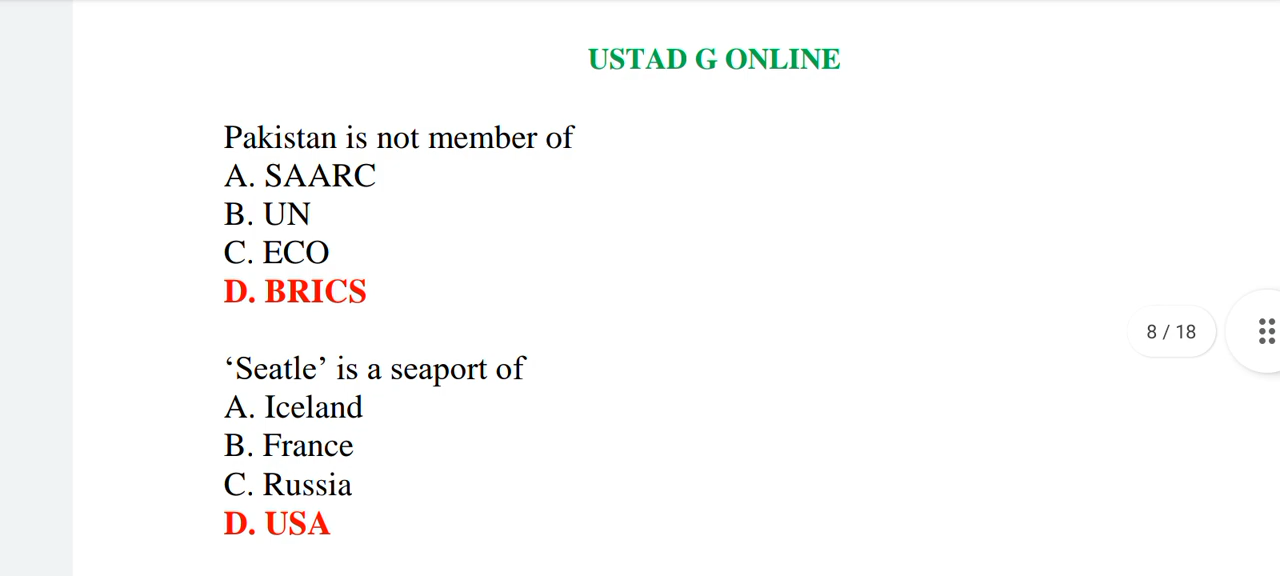 USTAD G ONLINE
Pakistan is not member of
A. SAARC
B. UN
C. ECO
D. BRICS
‘Seatle’ is a seaport of
A. Iceland
B. France
C. Russia
D. USA
8 / 18